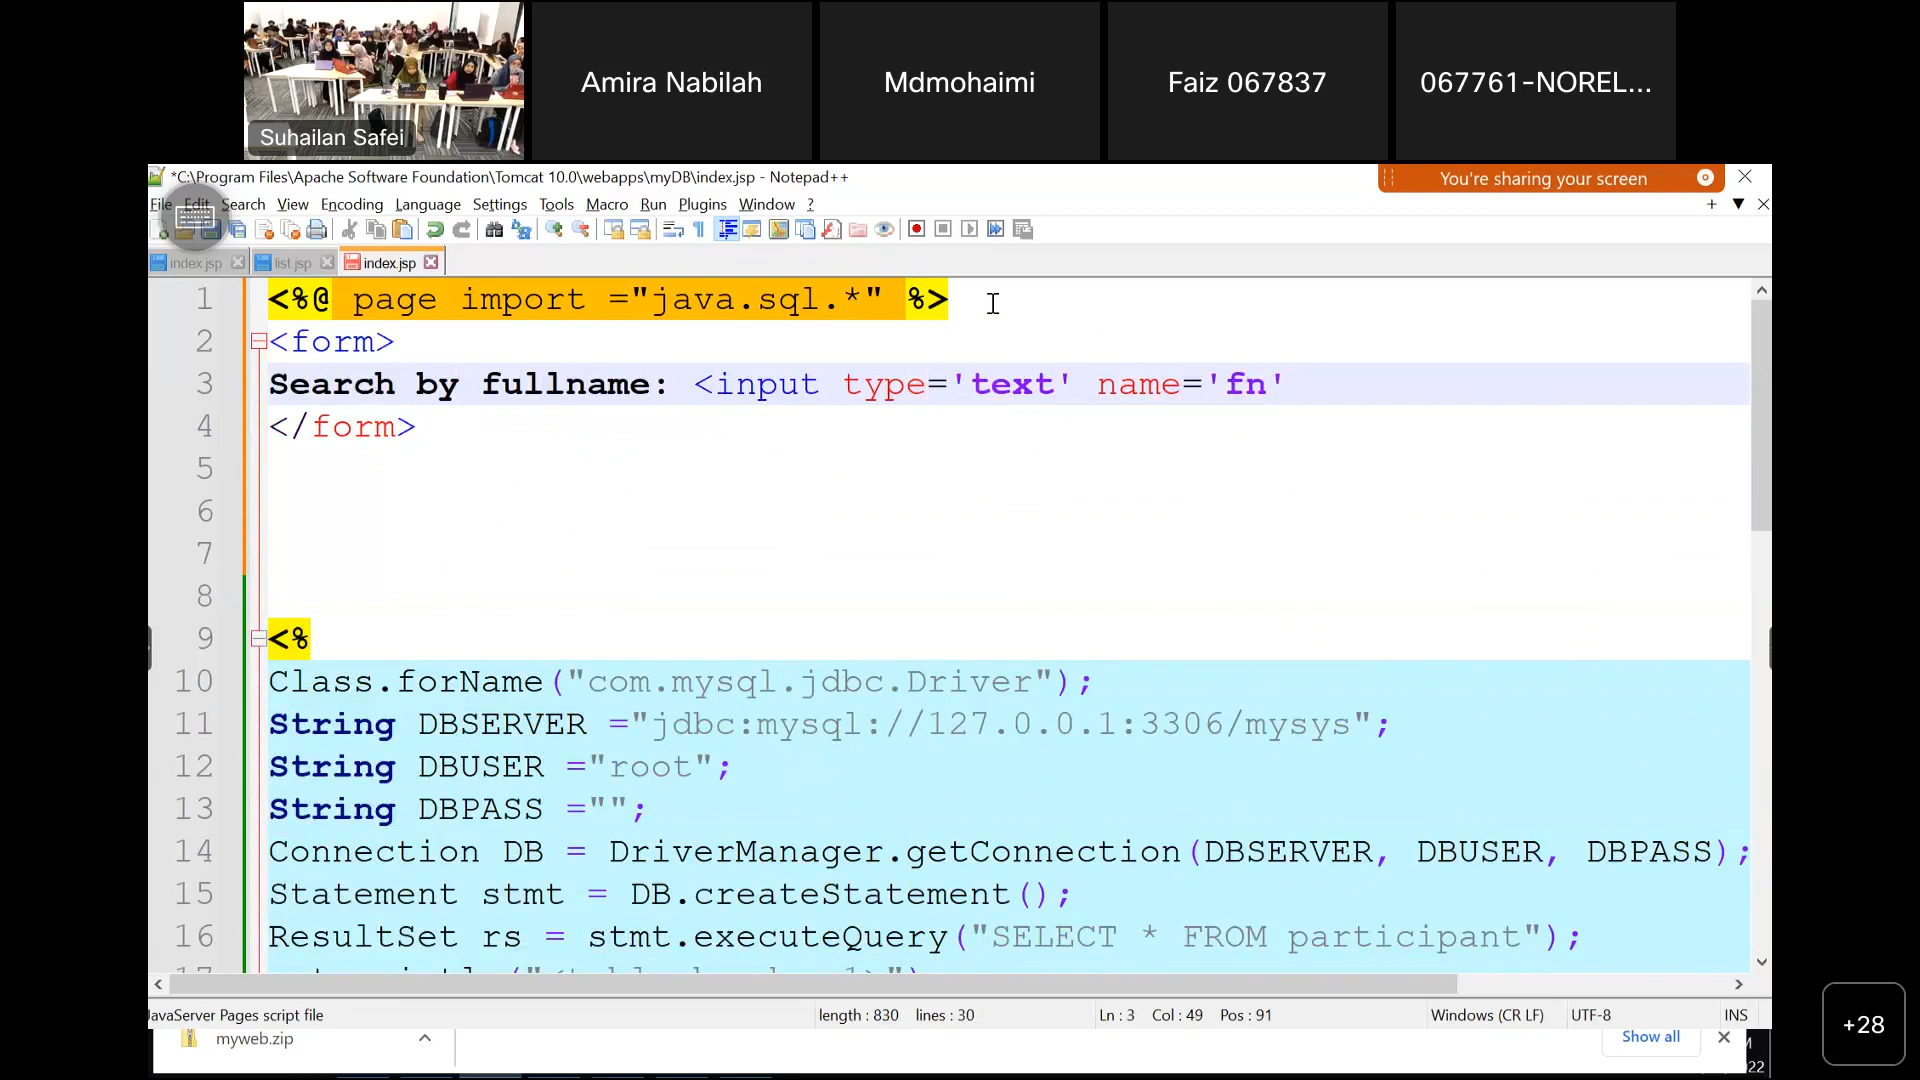 Suhailan Safei
Amira Nabilah
Mdmohaimi
Faiz 067837
067761-NOREL...
*C:\Program Files\Apache Software Foundation\Tomcat 10.0\webapps\myDB\index.jsp - Notepad++
You're sharing your screen
File Edit Search View Encoding Language Settings Tools Macro Run Plugins Window ?
index.jsp list.jsp index.jsp
1 <%@ page import ="java.sql.*" %>
2 <form>
3 Search by fullname: <input type='text' name='fn'
4 </form>
5
6
7
8
9 <%
10 Class.forName("com.mysql.jdbc.Driver");
11 String DBSERVER ="jdbc:mysql://127.0.0.1:3306/mysys";
12 String DBUSER ="root";
13 String DBPASS ="";
14 Connection DB = DriverManager.getConnection(DBSERVER, DBUSER, DBPASS);
15 Statement stmt = DB.createStatement();
16 ResultSet rs = stmt.executeQuery("SELECT * FROM participant");
JavaServer Pages script file length : 830 lines : 30 Ln : 3 Col : 49 Pos : 91 Windows (CR LF) UTF-8 INS
myweb.zip
Show all
+28